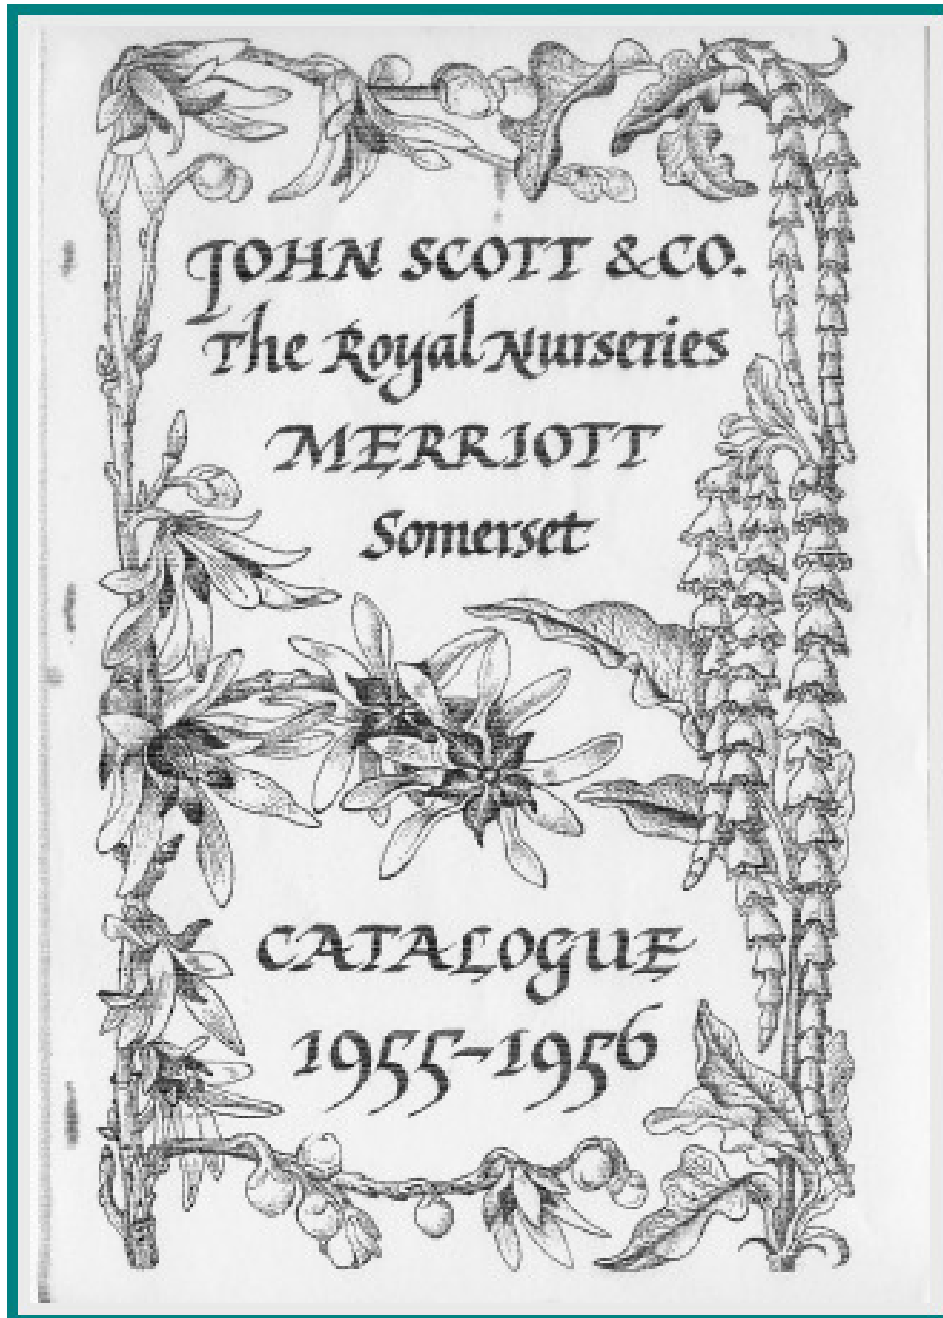 JOHN SCOTT & CO.
The Royal Nurseries
MERRIOTT
Somerset
CATALOGUE
1955-1956